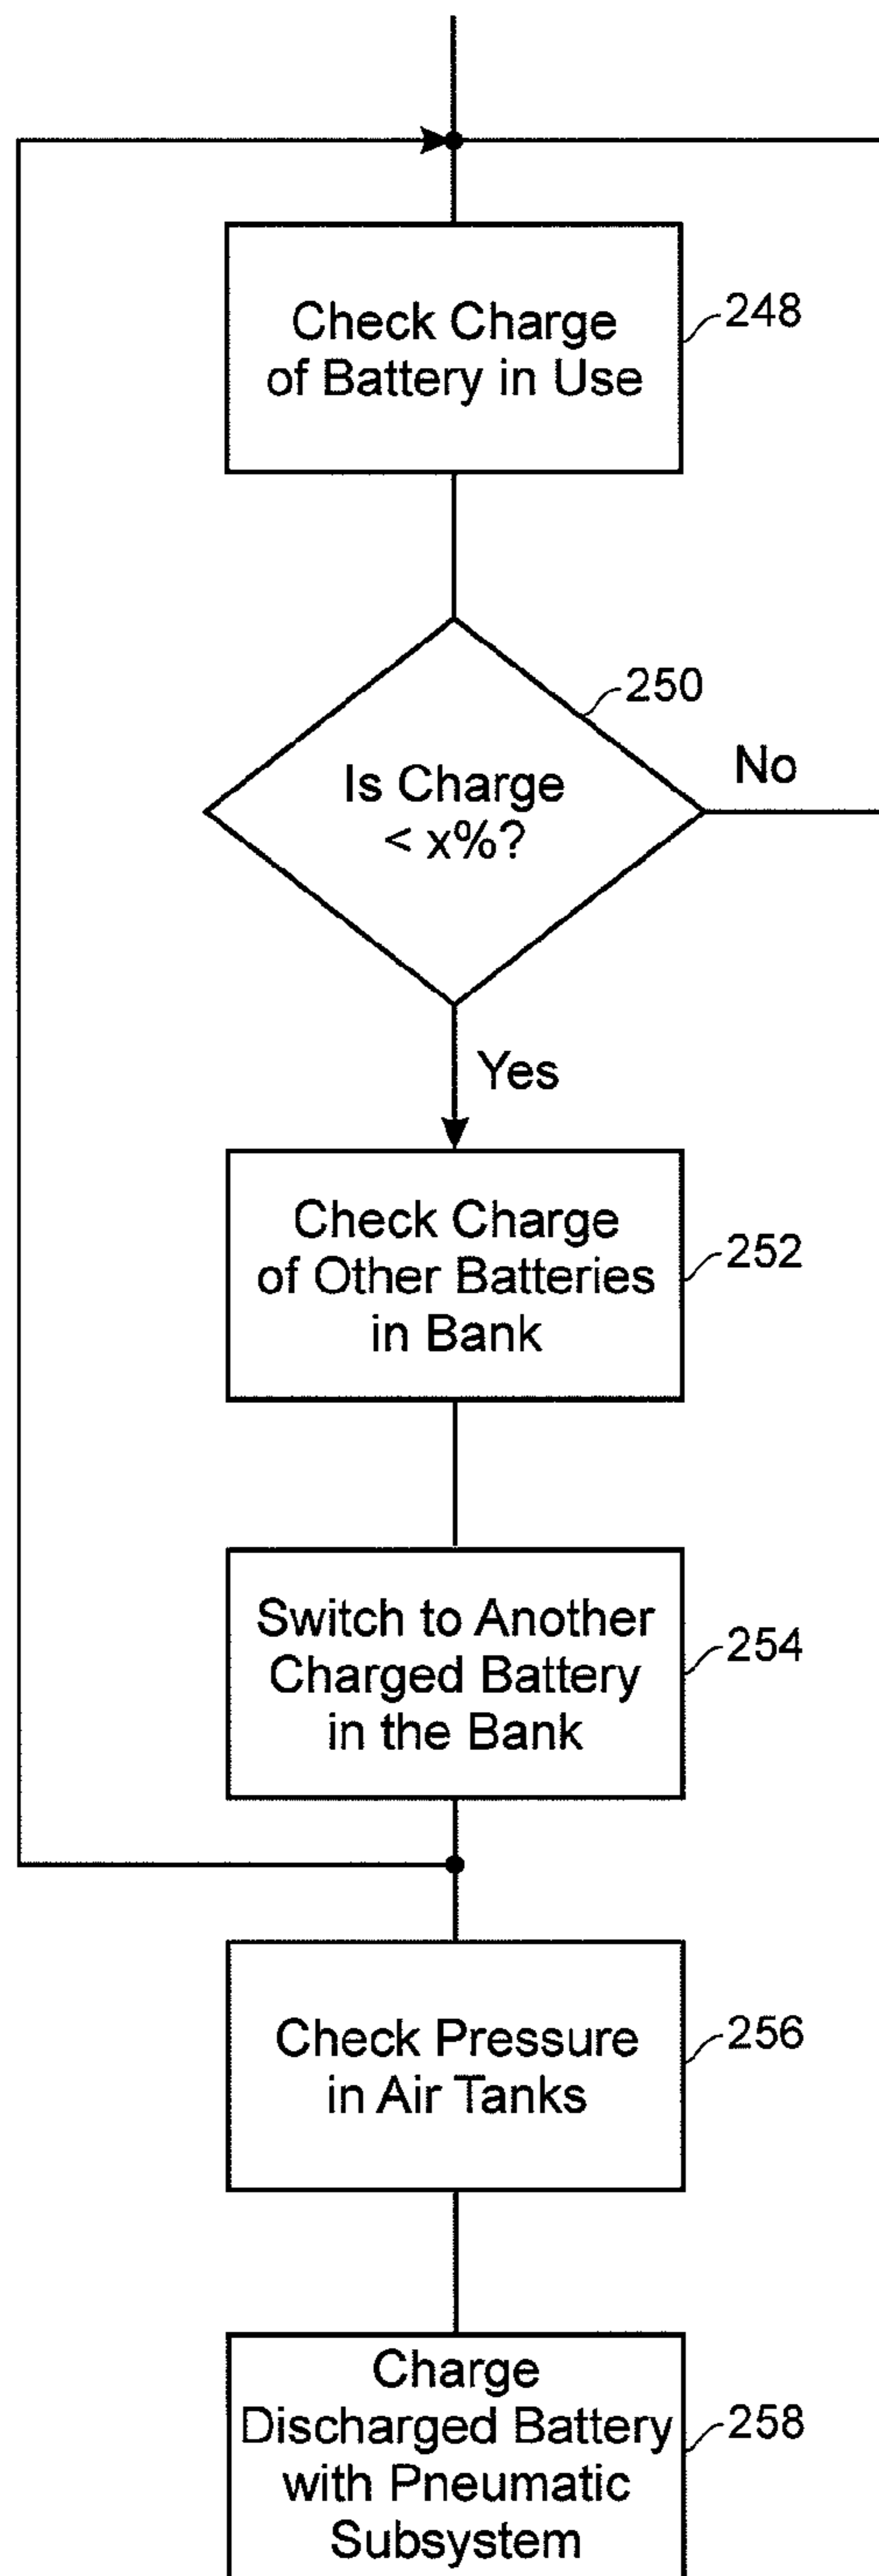 Check Charge
of Battery in Use
248
250
Is Charge
< x%?
No
Yes
Check Charge
of Other Batteries
in Bank
252
Switch to Another
Charged Battery
in the Bank
254
Check Pressure
in Air Tanks
256
Charge
Discharged Battery
with Pneumatic
Subsystem
258